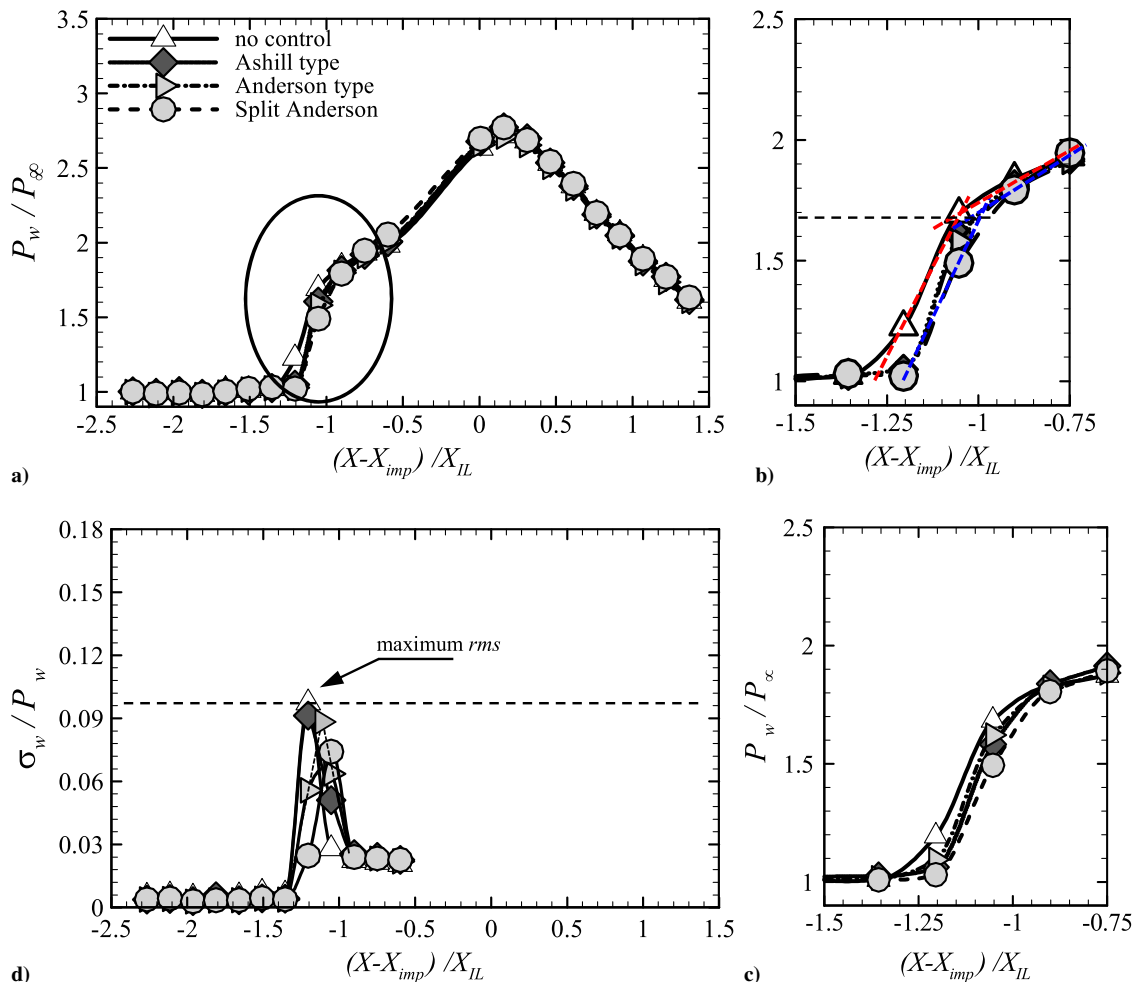 3.5
3
2.5
2
1.5
1
P_w / P_∞
no control
Ashill type
Anderson type
Split Anderson
-2.5 -2 -1.5 -1 -0.5 0 0.5 1 1.5
(X-X_imp) /X_IL
a)
2.5
2
1.5
1
-1.5 -1.25 -1 -0.75
(X-X_imp) /X_IL
b)
0.18
0.15
0.12
0.09
0.06
0.03
0
σ_w / P_w
maximum rms
-2.5 -2 -1.5 -1 -0.5 0 0.5 1 1.5
(X-X_imp) /X_IL
d)
2.5
2
1.5
1
P_w / P_∝
-1.5 -1.25 -1 -0.75
(X-X_imp) /X_IL
c)